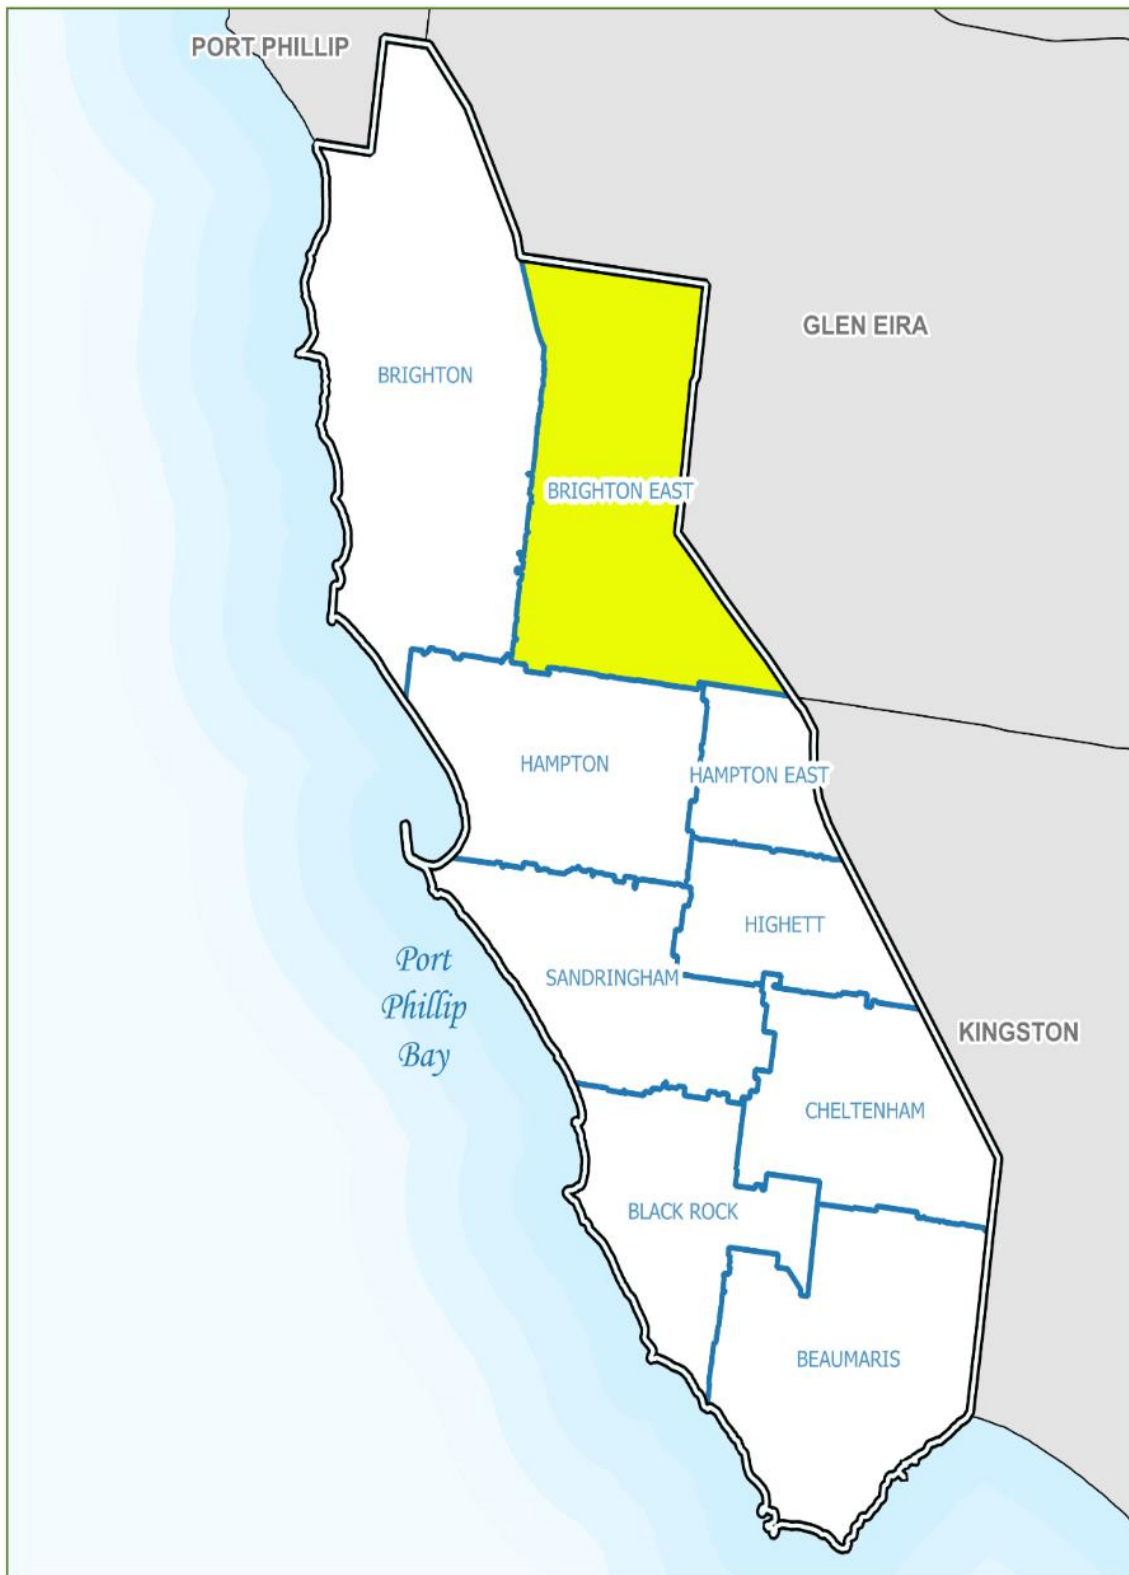 PORT PHILLIP
GLEN EIRA
BRIGHTON
BRIGHTON EAST
HAMPTON
HAMPTON EAST
HIGHETT
Port
Phillip
Bay
SANDRINGHAM
KINGSTON
CHELTENHAM
BLACK ROCK
BEAUMARIS